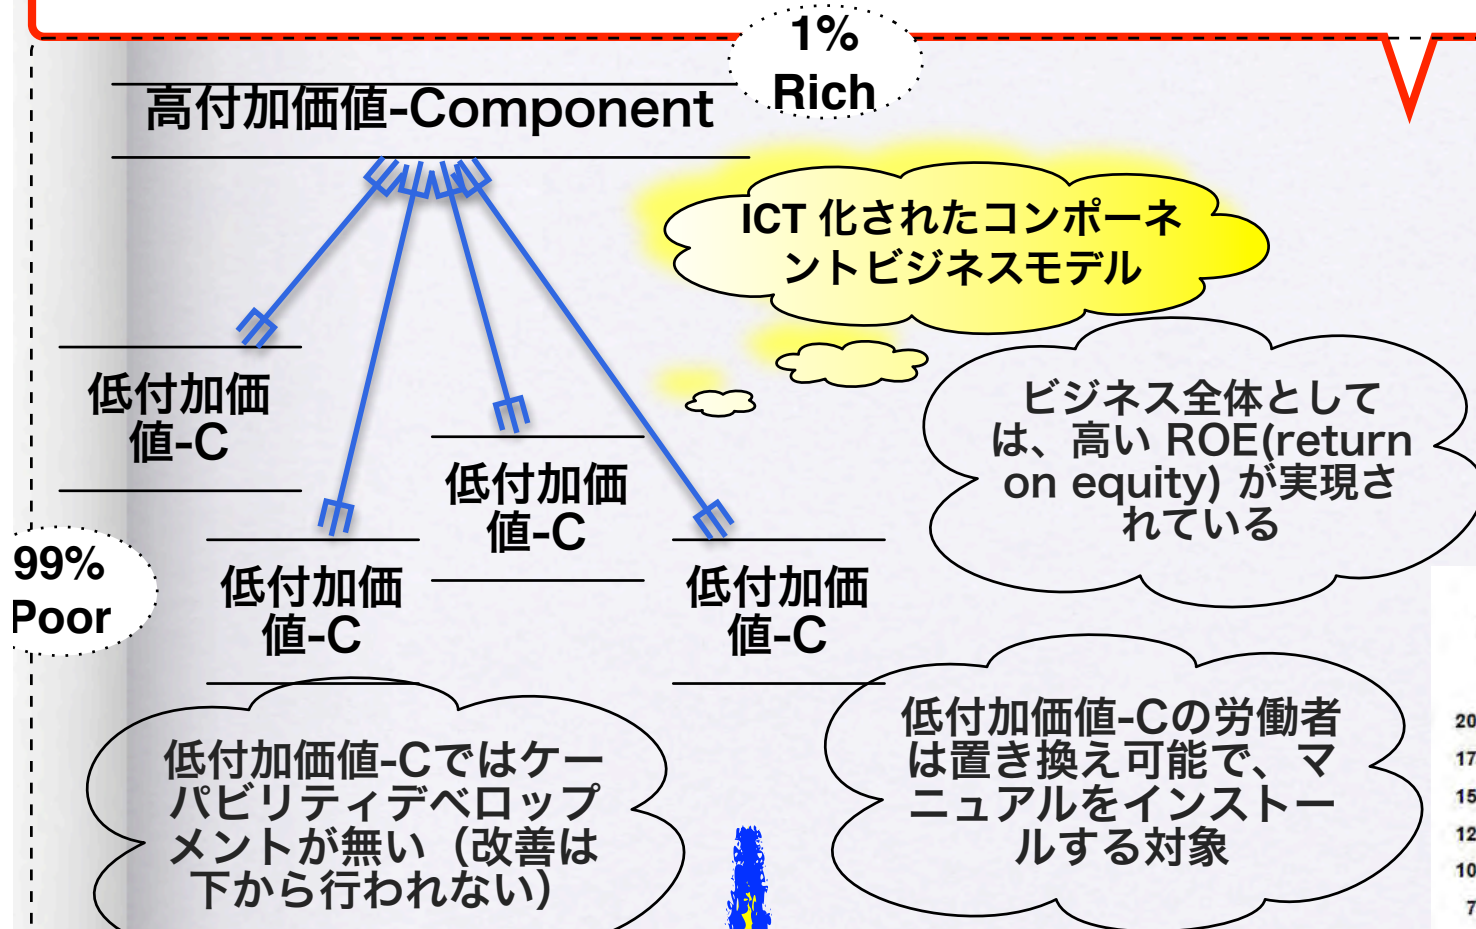 1%
Rich
高付加価値-Component
ICT 化されたコンポーネ
ントビジネスモデル
低付加価
値-C
ビジネス全体として
は、高い ROE(return
on equity) が実現さ
れている
低付加価
値-C
99%
Poor
低付加価
値-C
低付加価
値-C
低付加価値-Cの労働者
は置き換え可能で、マ
ニュアルをインストー
ルする対象
低付加価値-Cではケー
パビリティデベロップ
メントが無い（改善は
下から行われない）
20
17
15
12
10
7